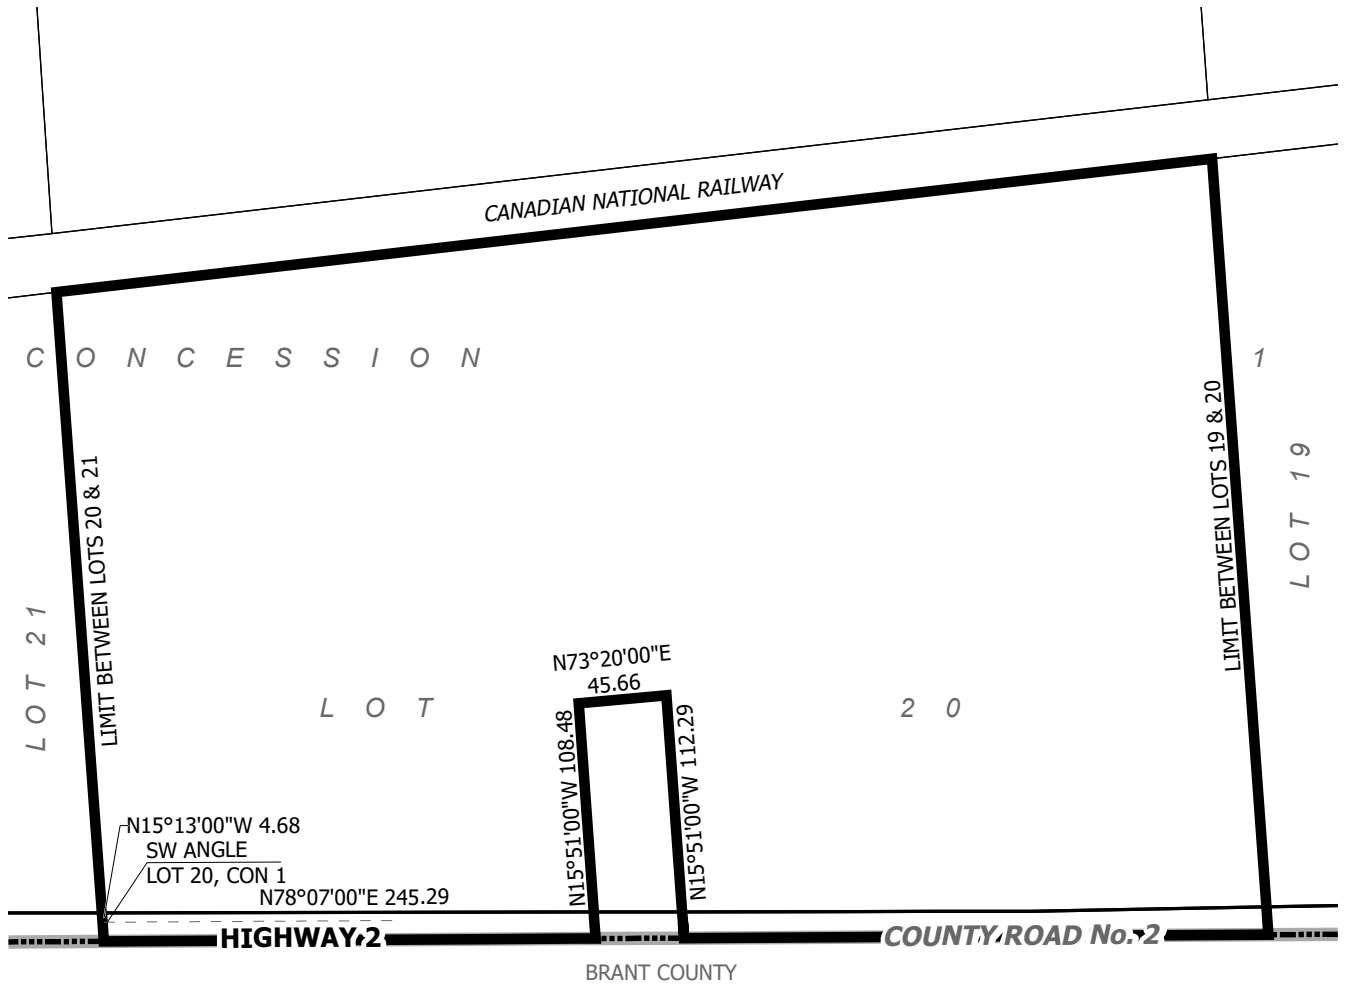 CANADIAN NATIONAL RAILWAY
CONCESSION 1
LIMIT BETWEEN LOTS 20 & 21
LIMIT BETWEEN LOTS 19 & 20
LOT 19
LOT 21
N73°20'00"E
45.66
LOT 20
N15°51'00"W 108.48
N15°51'00"W 112.29
N15°13'00"W 4.68
SW ANGLE
LOT 20, CON 1
N78°07'00"E 245.29
HIGHWAY 2
COUNTY ROAD No. 2
BRANT COUNTY